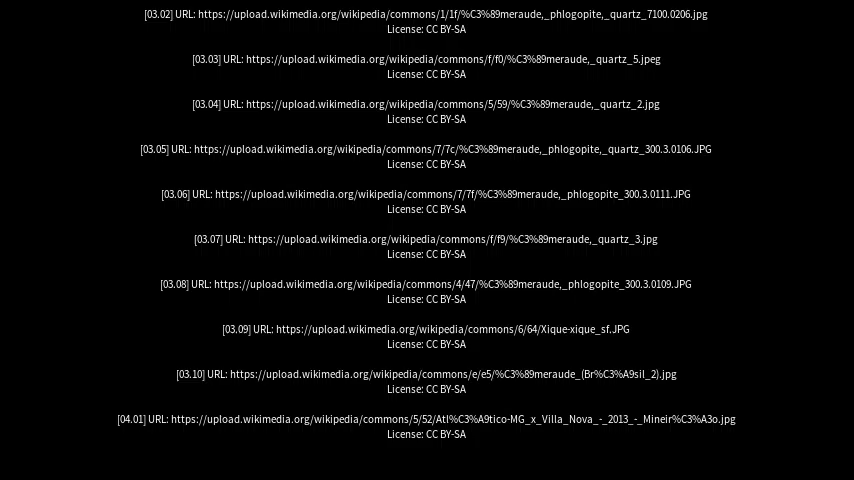 [03.02] URL: https://upload.wikimedia.org/wikipedia/commons/1/1f/%C3%89meraude,_phlogopite,_quartz_7100.0206.jpg
License: CC BY-SA
[03.03] URL: https://upload.wikimedia.org/wikipedia/commons/f/f0/%C3%89meraude,_quartz_5.jpeg
License: CC BY-SA
[03.04] URL: https://upload.wikimedia.org/wikipedia/commons/5/59/%C3%89meraude,_quartz_2.jpg
License: CC BY-SA
[03.05] URL: https://upload.wikimedia.org/wikipedia/commons/7/7c/%C3%89meraude,_phlogopite,_quartz_300.3.0106.JPG
License: CC BY-SA
[03.06] URL: https://upload.wikimedia.org/wikipedia/commons/7/7f/%C3%89meraude,_phlogopite_300.3.0111.JPG
License: CC BY-SA
[03.07] URL: https://upload.wikimedia.org/wikipedia/commons/f/f9/%C3%89meraude,_quartz_3.jpg
License: CC BY-SA
[03.08] URL: https://upload.wikimedia.org/wikipedia/commons/4/47/%C3%89meraude,_phlogopite_300.3.0109.JPG
License: CC BY-SA
[03.09] URL: https://upload.wikimedia.org/wikipedia/commons/6/64/Xique-xique_sf.JPG
License: CC BY-SA
[03.10] URL: https://upload.wikimedia.org/wikipedia/commons/e/e5/%C3%89meraude_(Br%C3%A9sil_2).jpg
License: CC BY-SA
[04.01] URL: https://upload.wikimedia.org/wikipedia/commons/5/52/Atl%C3%A9tico-MG_x_Villa_Nova_-_2013_-_Mineir%C3%A3o.jpg
License: CC BY-SA